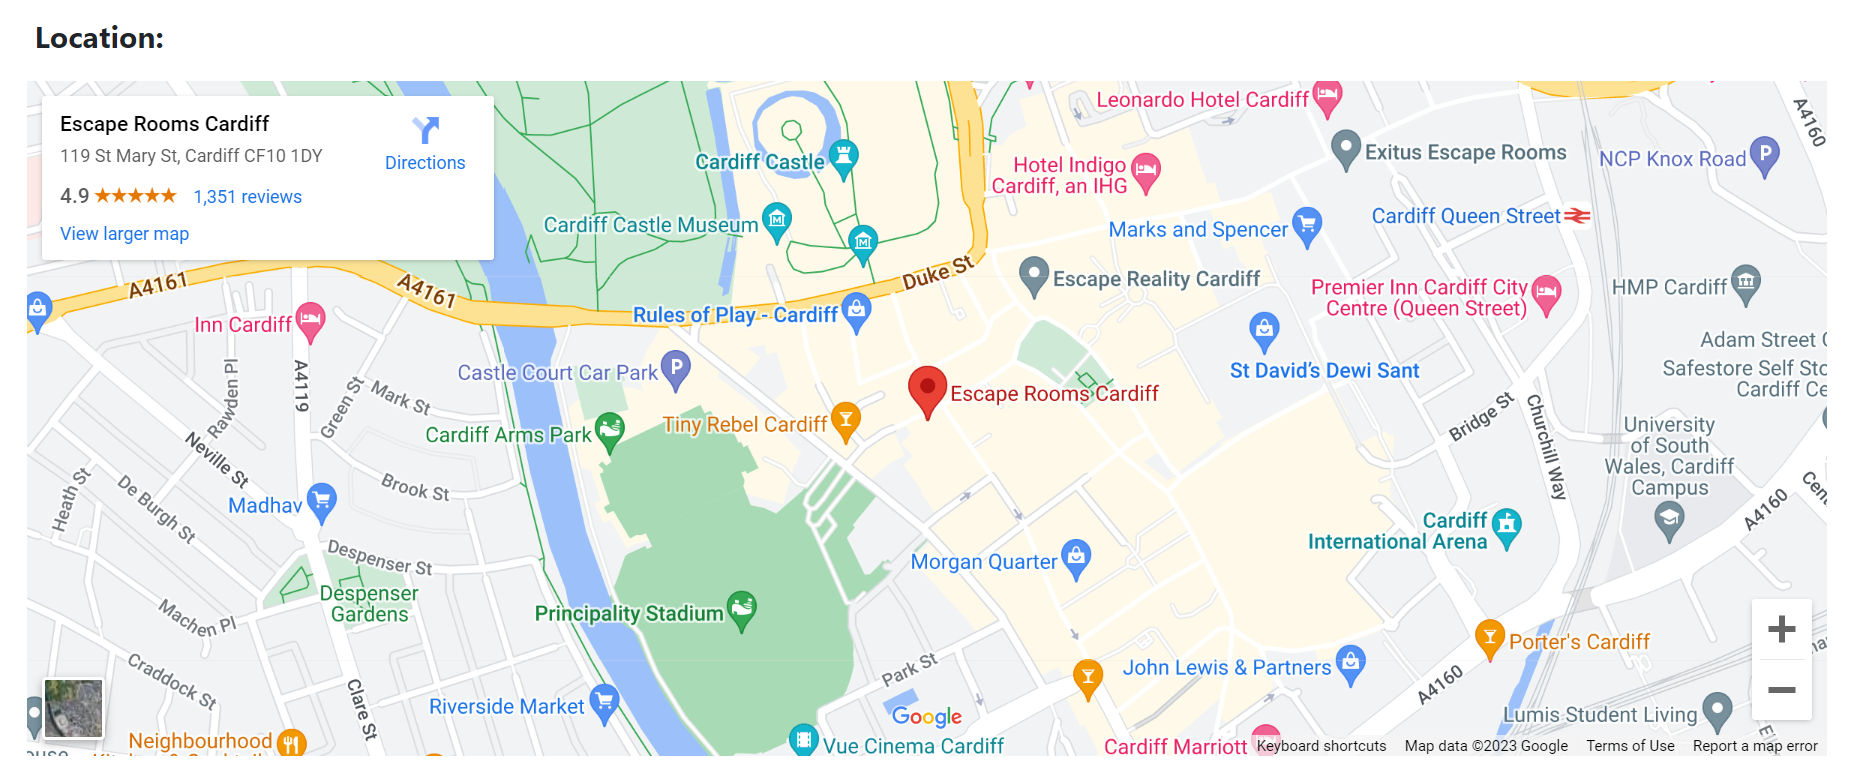 Location:
Escape Rooms Cardiff
119 St Mary St, Cardiff CF10 1DY
4.9
1,351 reviews
View larger map
Directions
Leonardo Hotel Cardiff
A4160
Cardiff Castle
Hotel Indigo
Cardiff, an IHG
Exitus Escape Rooms
NCP Knox Road
P
Cardiff Castle Museum
Marks and Spencer
Cardiff Queen Street
A4161
A4161
Duke St
Escape Reality Cardiff
Premier Inn Cardiff City
Centre (Queen Street)
HMP Cardiff
Inn Cardiff
Rules of Play - Cardiff
Adam Street
Safestore Self Sto
Cardiff Ce
Castle Court Car Park
P
St David's Dewi Sant
Rawden Pl
A4119
Green St
Mark St
Escape Rooms Cardiff
Tiny Rebel Cardiff
Cardiff Arms Park
Bridge St
Churchill Way
University
of South
Wales, Cardiff
Campus
Neville St
Heath St
De Burgh St
Brook St
Madhav
A4160
Cen
Cardiff
International Arena
Despenser St
Morgan Quarter
Despenser
Gardens
Machen Pl
Principality Stadium
Porter's Cardiff
Craddock St
Park St
John Lewis & Partners
A4160
Clare St
Riverside Market
Google
Lumis Student Living
Neighbourhood
Vue Cinema Cardiff
Cardiff Marriott
Keyboard shortcuts
Map data ©2023 Google
Terms of Use
Report a map error